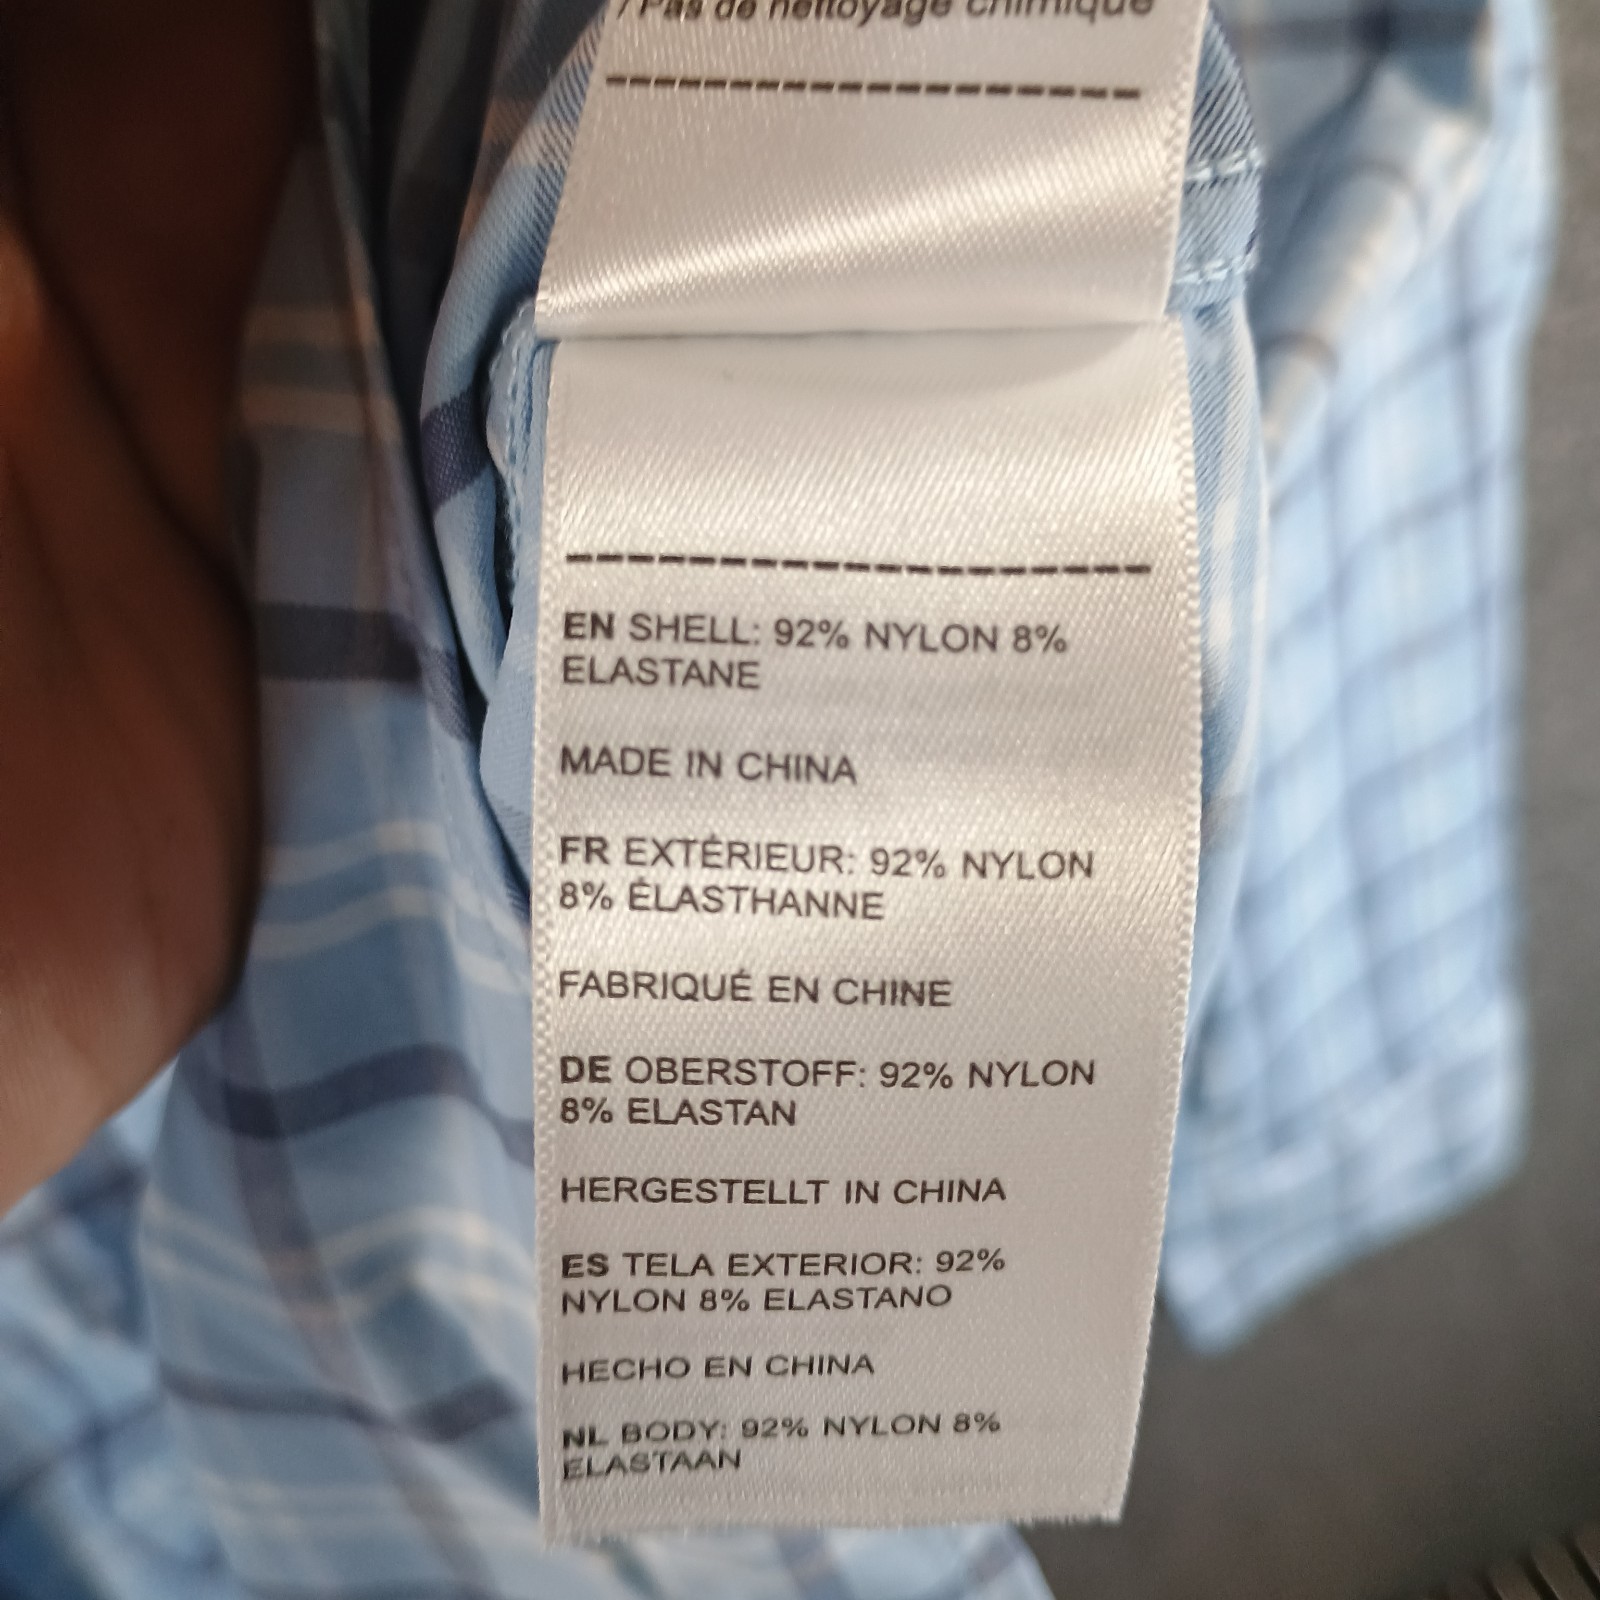 / Pas de nettoyage chimique
EN SHELL: 92% NYLON 8%
ELASTANE
MADE IN CHINA
FR EXTÉRIEUR: 92% NYLON
8% ÉLASTHANNE
FABRIQUÉ EN CHINE
DE OBERSTOFF: 92% NYLON
8% ELASTAN
HERGESTELLT IN CHINA
ES TELA EXTERIOR: 92%
NYLON 8% ELASTANO
HECHO EN CHINA
NL BODY: 92% NYLON 8%
ELASTAAN